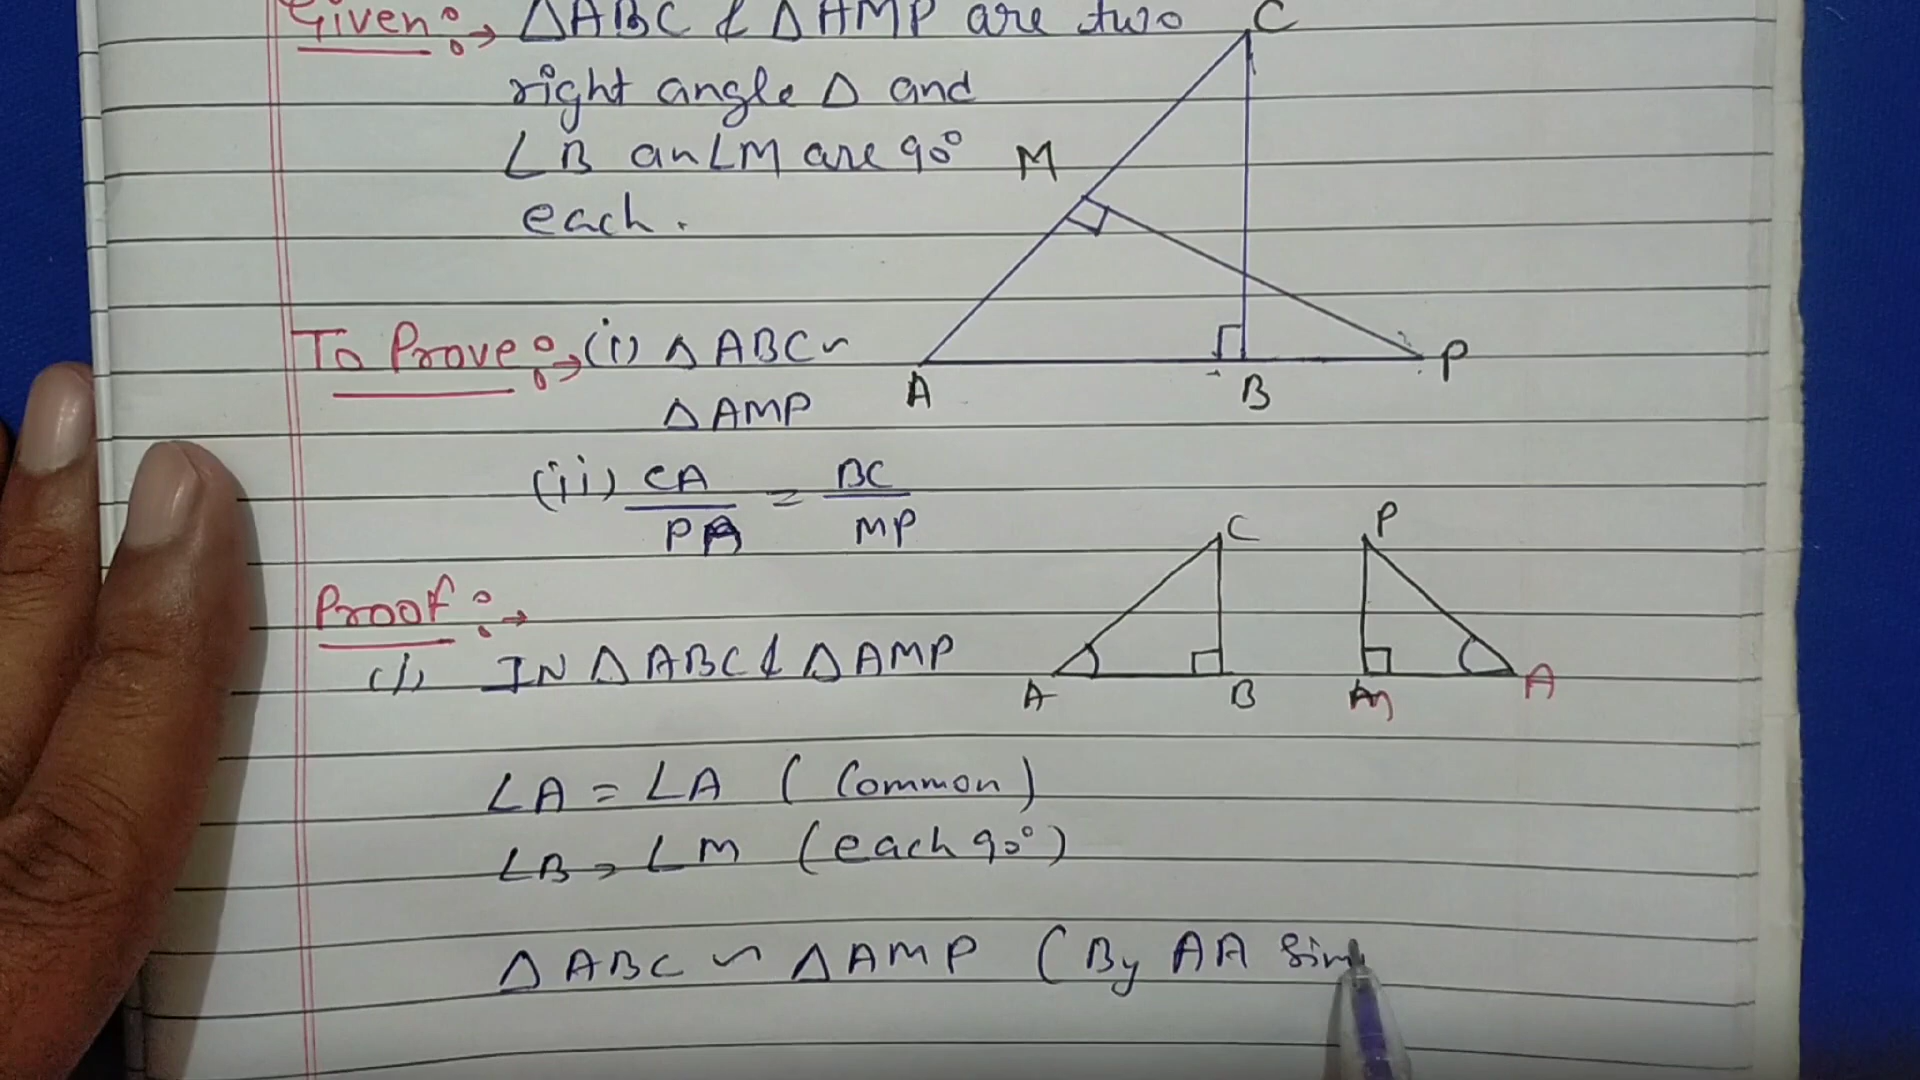 Given :→ △ABC & △AMP are two
right angle △ and
∠B an ∠M are 90°
each.
C
M
A
B
P
To Prove :→ (i) △ABC ~
△AMP
(ii) CA/PA = BC/MP
Proof :→
C
P
(i) IN △ABC & △AMP
A
B
M
A
∠A = ∠A (Common)
∠B = ∠M (each 90°)
△ABC ~ △AMP (By AA Sim